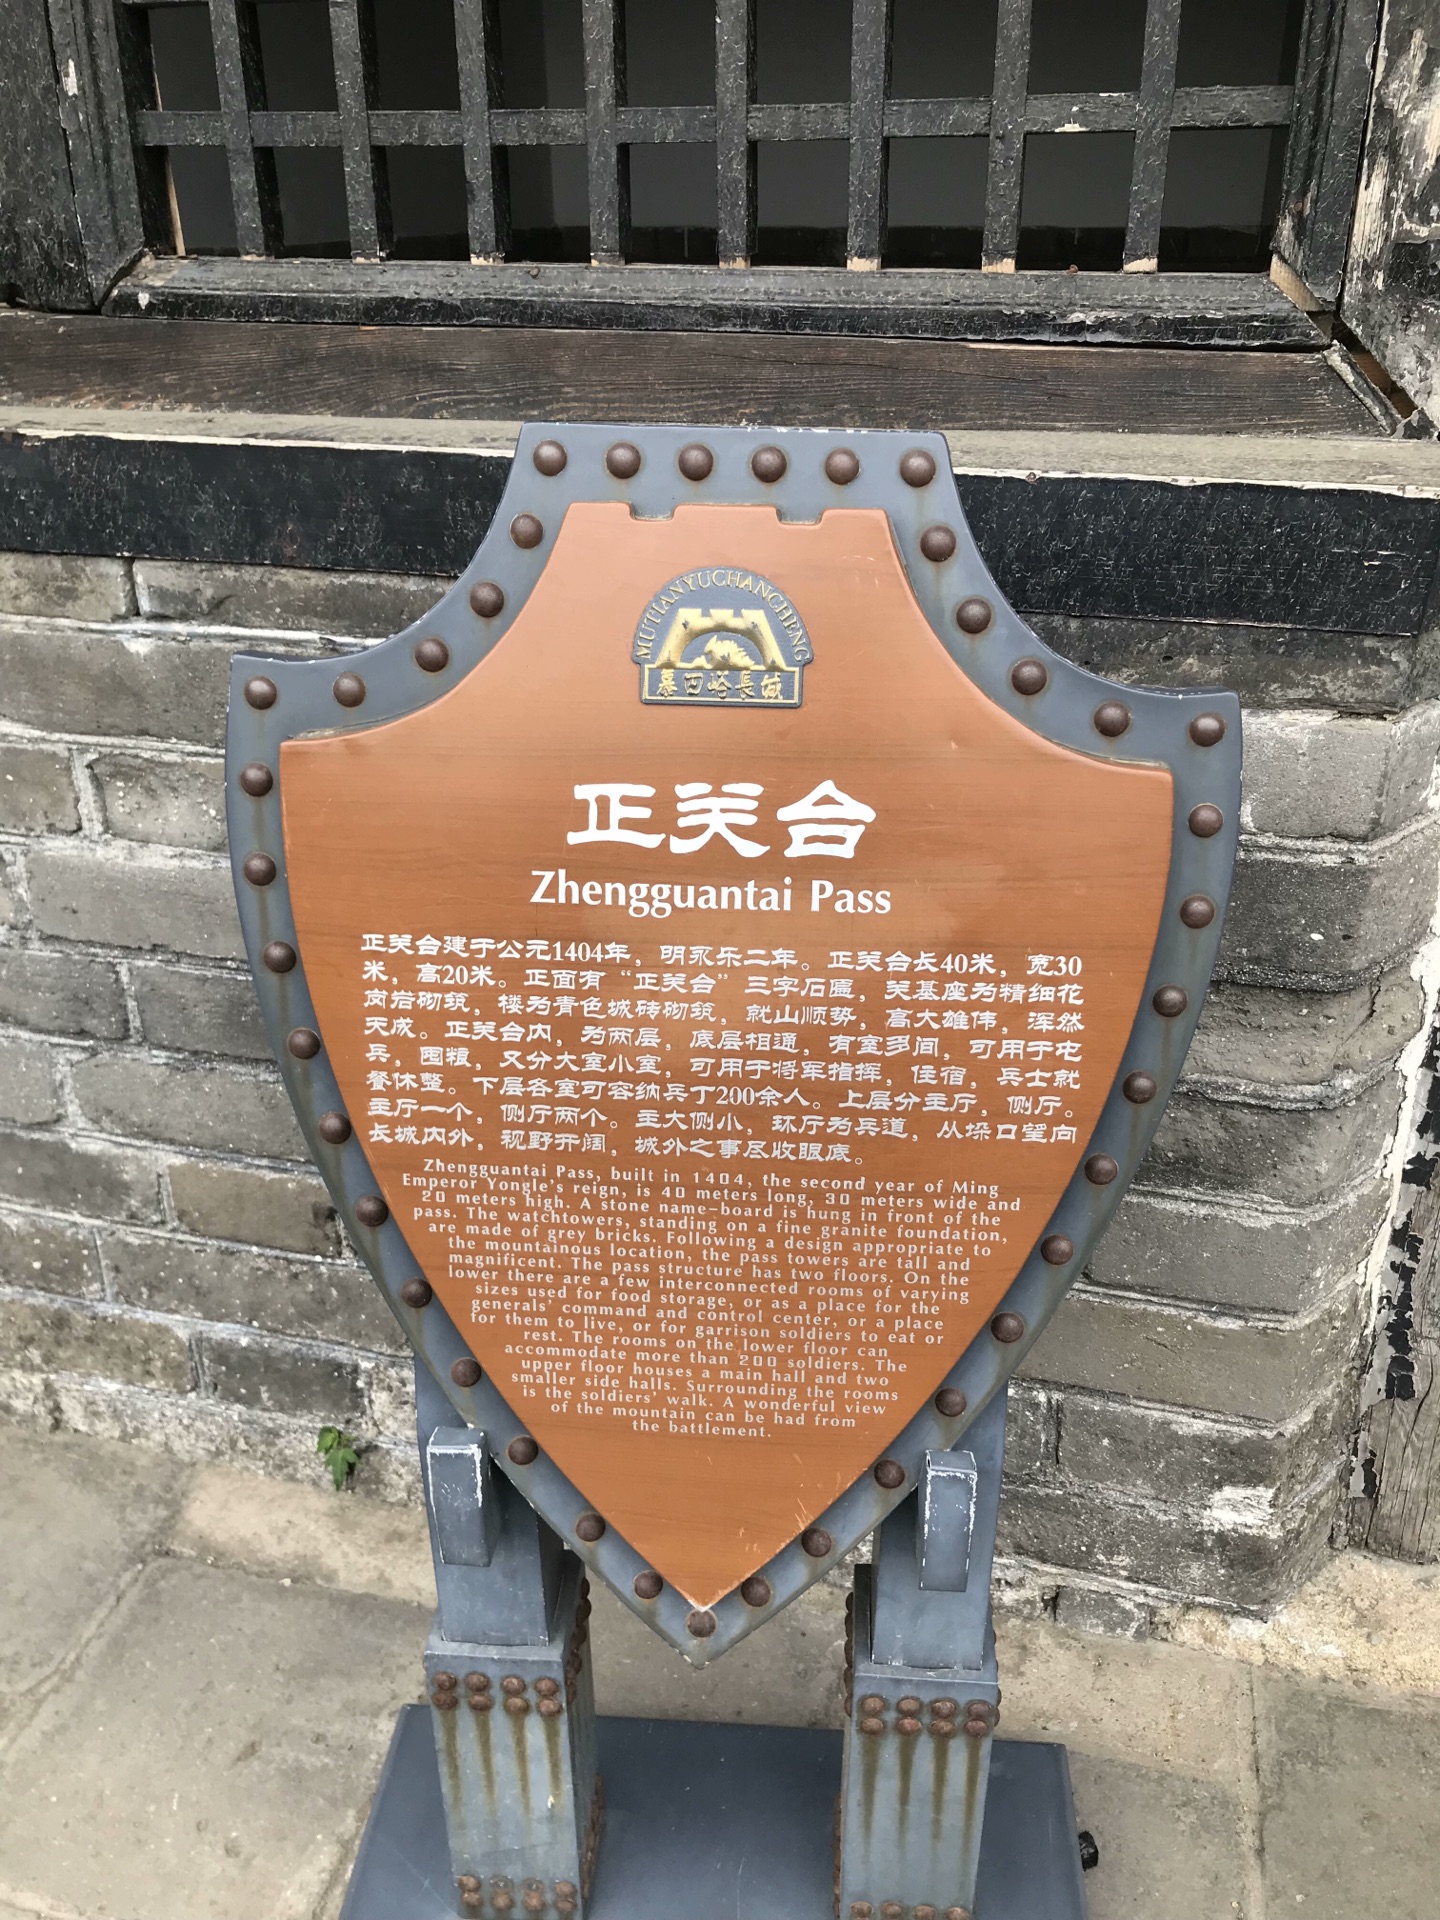 MUTIANYUCHANGCHENG
慕田峪長城
正关台
Zhengguantai Pass
正关台建于公元1404年，明永乐二年。正关台长40米，宽30
米，高20米。正面有“正关台”三字石匾，关基座为精细花
岗岩砌筑，楼为青色城砖砌筑，就山顺势，高大雄伟，浑然
天成。正关台内，为两层，底层相通，有室多间，可用于屯
兵，囤粮，又分大室小室，可用于将军指挥，住宿，兵士就
餐休整。下层各室可容纳兵丁200余人。上层分主厅，侧厅。
主厅一个，侧厅两个。主大侧小，环厅为兵道，从垛口望向
长城内外，视野开阔，城外之事尽收眼底。
Zhengguantai Pass, built in 1404, the second year of Ming
Emperor Yongle's reign, is 40 meters long, 30 meters wide and
20 meters high. A stone name-board is hung in front of the
pass. The watchtowers, standing on a fine granite foundation,
are made of grey bricks. Following a design appropriate to
the mountainous location, the pass towers are tall and
magnificent. The pass structure has two floors. On the
lower there are a few interconnected rooms of varying
sizes used for food storage, or as a place for the
generals' command and control center, or a place
for them to live, or for garrison soldiers to eat or
rest. The rooms on the lower floor can
accommodate more than 200 soldiers. The
upper floor houses a main hall and two
smaller side halls. Surrounding the rooms
is the soldiers' walk. A wonderful view
of the mountain can be had from
the battlement.